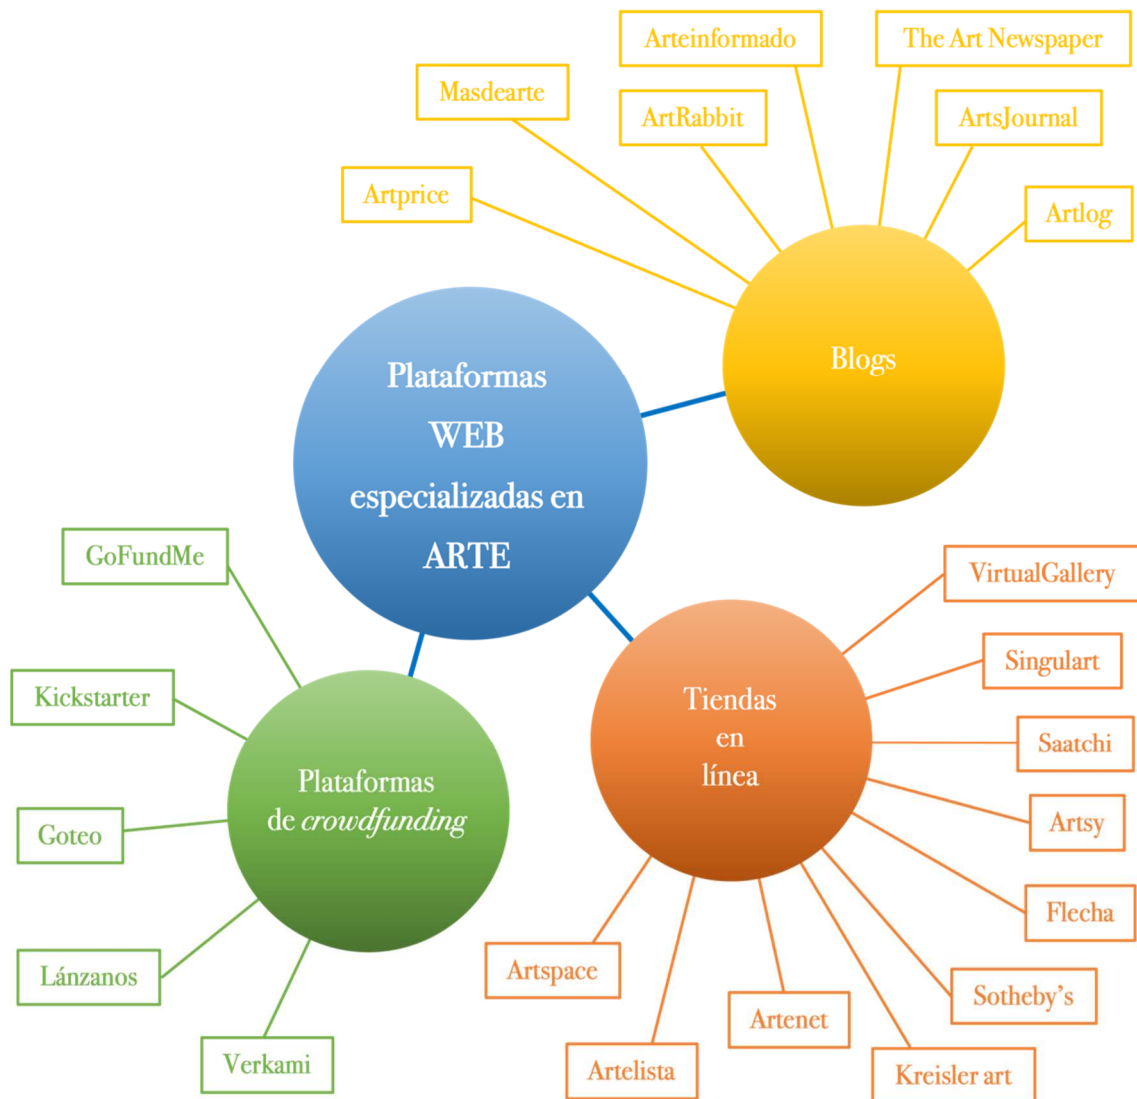 Arteinformado
The Art Newspaper
Masdearte
ArtRabbit
ArtsJournal
Artprice
Artlog
Blogs
Plataformas
WEB
especializadas en
ARTE
GoFundMe
Kickstarter
Goteo
Lánzanos
Verkami
Plataformas
de crowdfunding
Tiendas
en
línea
VirtualGallery
Singulart
Saatchi
Artsy
Flecha
Sotheby's
Kreisler art
Artenet
Artelista
Artspace